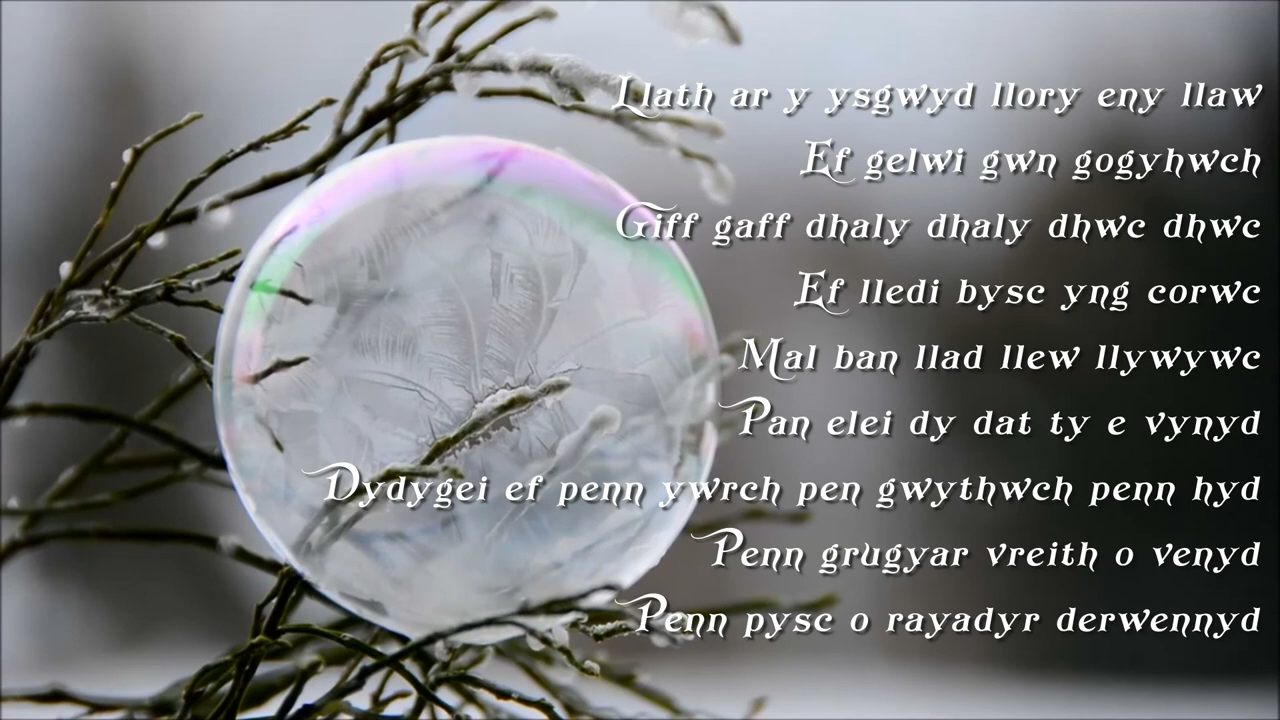 Llath ar y ysgwyd llory eny llaw
Ef gelwi gwn gogyhwch
Giff gaff dhaly dhaly dhwc dhwc
Ef lledi bysc yng corwc
Mal ban llad llew llywywc
Pan elei dy dat ty e vynyd
Dydygei ef penn ywrch pen gwythwch penn hyd
Penn grugyar vreith o venyd
Penn pysc o rayadyr derwennyd